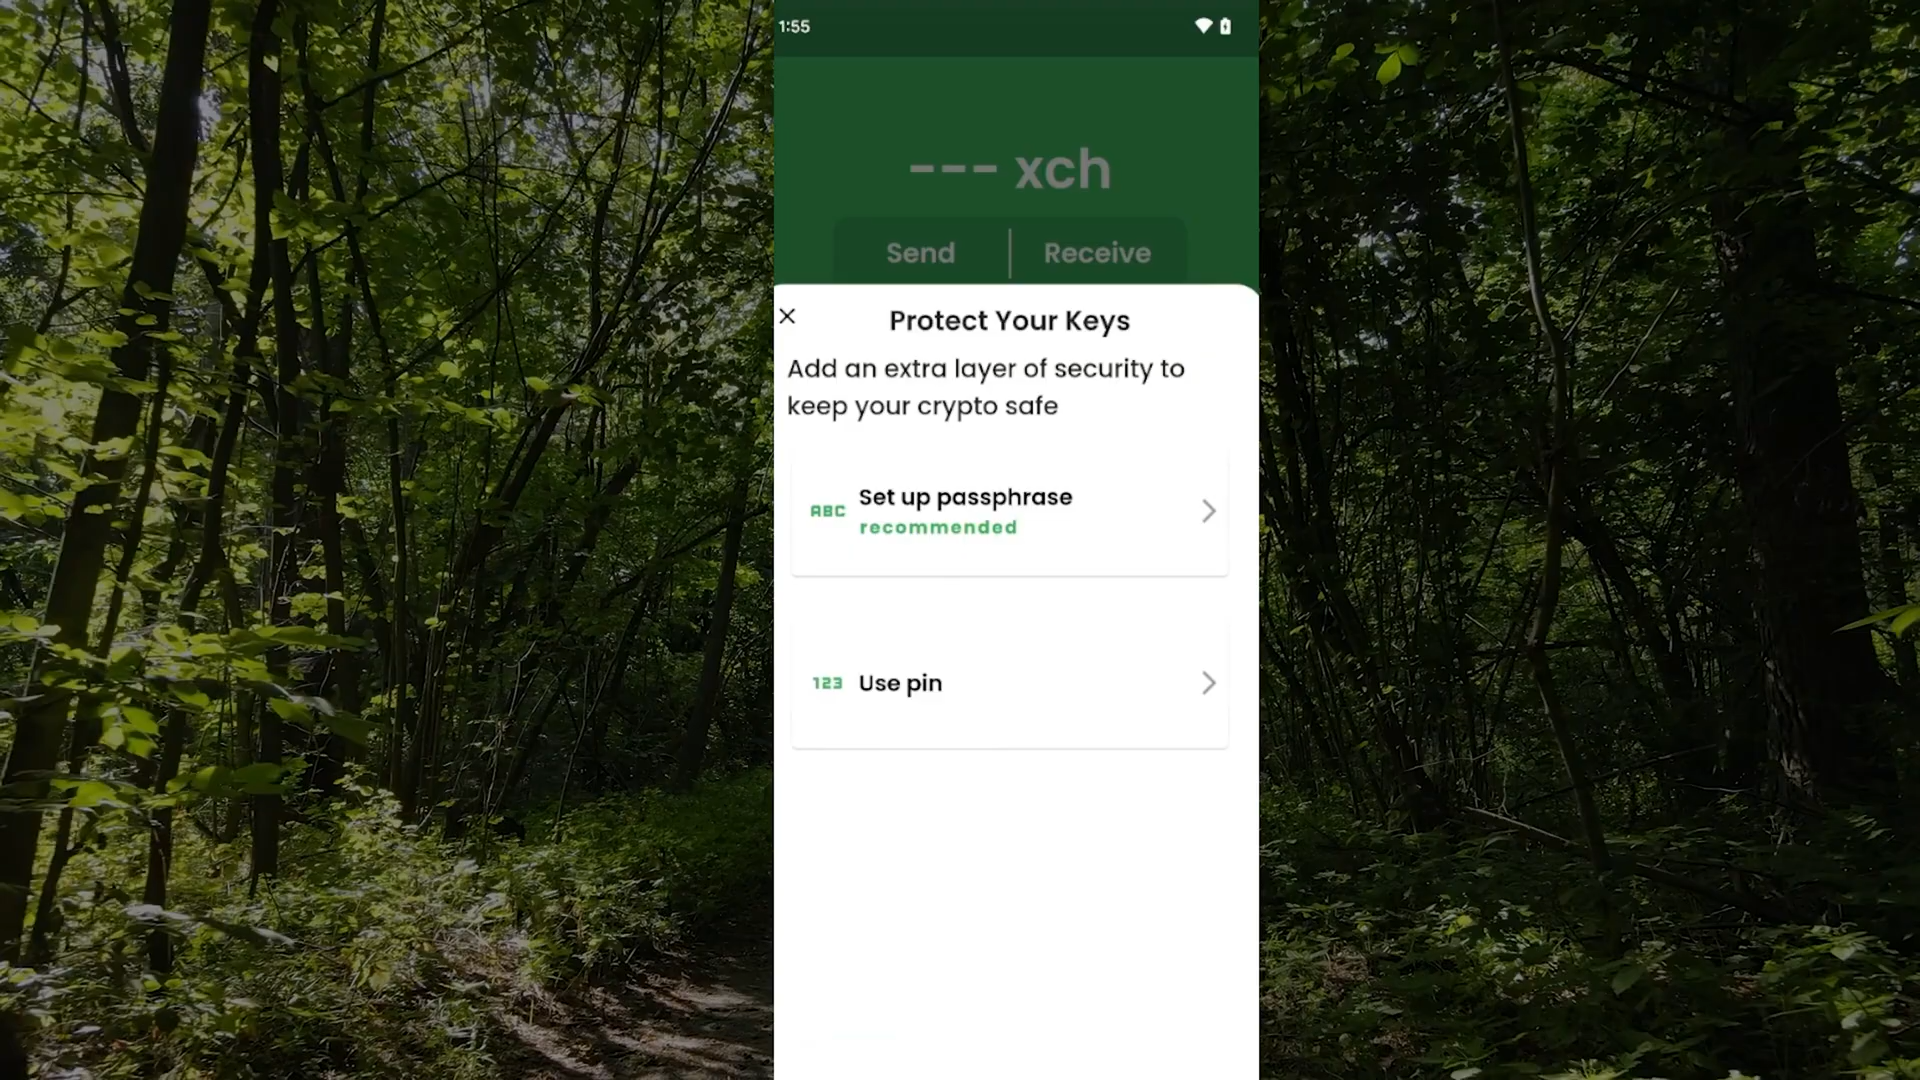 1:55
--- xch
Send | Receive
Protect Your Keys
Add an extra layer of security to
keep your crypto safe
ABC Set up passphrase
recommended
123 Use pin